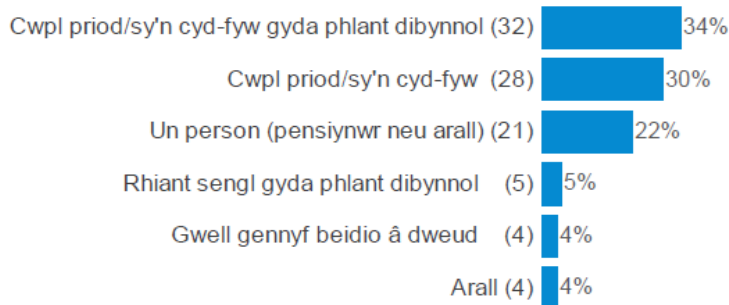 Cwpl priod/sy'n cyd-fyw gyda phlant dibynnol (32) 34%
Cwpl priod/sy'n cyd-fyw (28) 30%
Un person (pensiynwr neu arall) (21) 22%
Rhiant sengl gyda phlant dibynnol (5) 5%
Gwell gennyf beidio â dweud (4) 4%
Arall (4) 4%